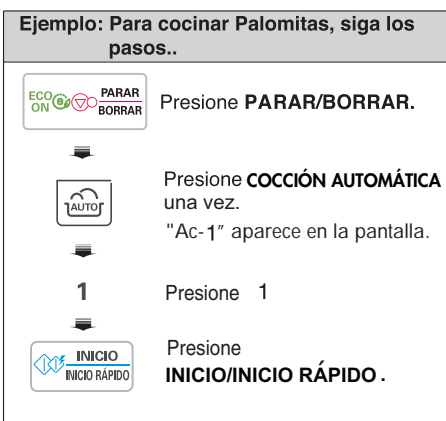 Ejemplo: Para cocinar Palomitas, siga los
pasos..
ECO
ON
PARAR
BORRAR
Presione PARAR/BORRAR.
AUTO
Presione COCCIÓN AUTOMÁTICA
una vez.
"Ac-1" aparece en la pantalla.
1
Presione 1
INICIO
INICIO RÁPIDO
Presione
INICIO/INICIO RÁPIDO.